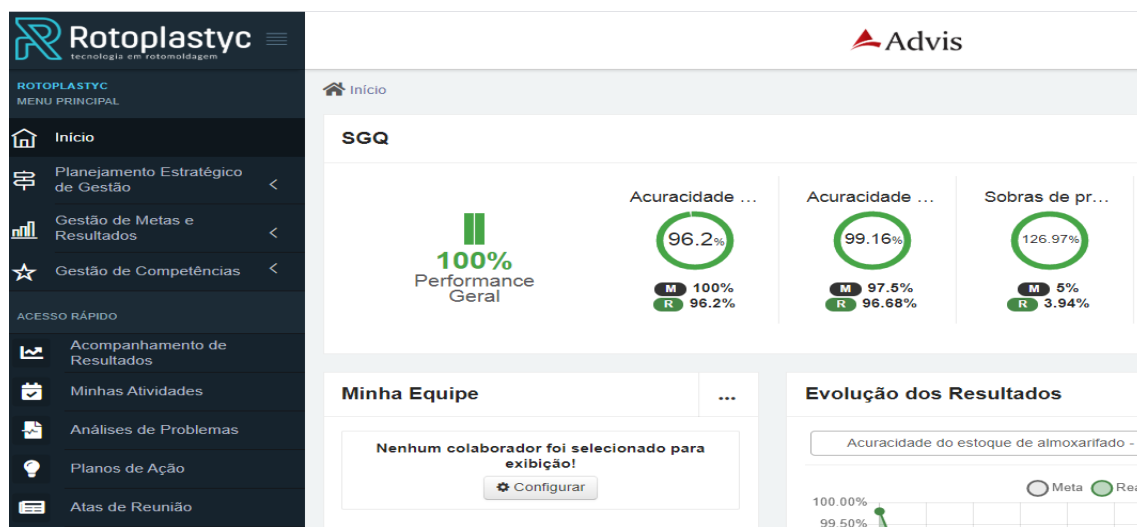 Rotoplastyc
tecnologia em rotomoldagem
Advis
ROTOPLASTYC
MENU PRINCIPAL
Início
Planejamento Estratégico
de Gestão
Gestão de Metas e
Resultados
Gestão de Competências
ACESSO RÁPIDO
Acompanhamento de
Resultados
Minhas Atividades
Análises de Problemas
Planos de Ação
Atas de Reunião
Início
SGQ
100%
Performance
Geral
Acuracidade ...
96.2%
M 100%
R 96.2%
Acuracidade ...
99.16%
M 97.5%
R 96.68%
Sobras de pr...
126.97%
M 5%
R 3.94%
Minha Equipe
...
Nenhum colaborador foi selecionado para
exibição!
Configurar
Evolução dos Resultados
Acuracidade do estoque de almoxarifado -
Meta Rea
100.00%
99.50%